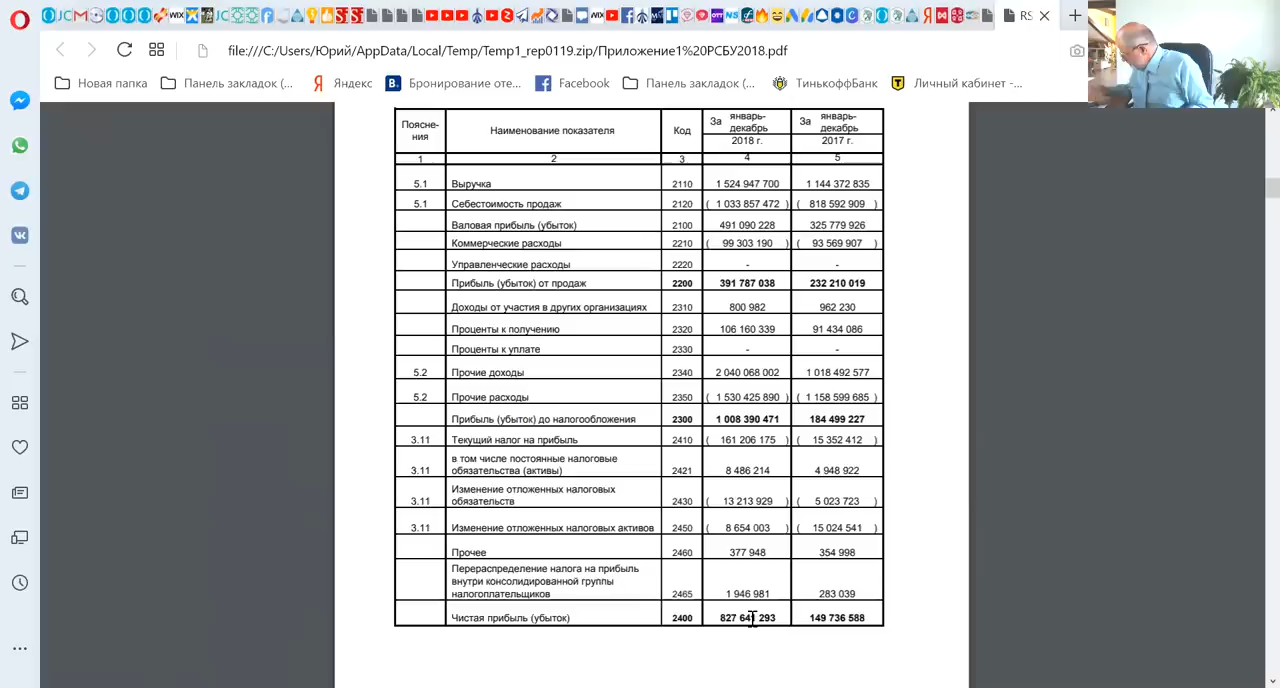 RS
file:///C:/Users/Юрий/AppData/Local/Temp/Temp1_rep0119.zip/Приложение1%20РСБУ2018.pdf
Новая папка Панель закладок (... Яндекс Бронирование оте... Facebook Панель закладок (... ТинькоффБанк Личный кабинет -...
Поясне-ния Наименование показателя Код За январь-декабрь 2018 г. За январь-декабрь 2017 г.
1 2 3 4 5
5.1 Выручка 2110 1 524 947 700 1 144 372 835
5.1 Себестоимость продаж 2120 ( 1 033 857 472 ) ( 818 592 909 )
Валовая прибыль (убыток) 2100 491 090 228 325 779 926
Коммерческие расходы 2210 ( 99 303 190 ) ( 93 569 907 )
Управленческие расходы 2220 - -
Прибыль (убыток) от продаж 2200 391 787 038 232 210 019
Доходы от участия в других организациях 2310 800 982 962 230
Проценты к получению 2320 106 160 339 91 434 086
Проценты к уплате 2330 - -
5.2 Прочие доходы 2340 2 040 068 002 1 018 492 577
5.2 Прочие расходы 2350 ( 1 530 425 890 ) ( 1 158 599 685 )
Прибыль (убыток) до налогообложения 2300 1 008 390 471 184 499 227
3.11 Текущий налог на прибыль 2410 ( 161 206 175 ) ( 15 352 412 )
в том числе постоянные налоговые
3.11 обязательства (активы) 2421 8 486 214 4 948 922
Изменение отложенных налоговых
3.11 обязательств 2430 ( 13 213 929 ) ( 5 023 723 )
3.11 Изменение отложенных налоговых активов 2450 ( 8 654 003 ) ( 15 024 541 )
Прочее 2460 377 948 354 998
Перераспределение налога на прибыль
внутри консолидированной группы
налогоплательщиков 2465 1 946 981 283 039
Чистая прибыль (убыток) 2400 827 641 293 149 736 588